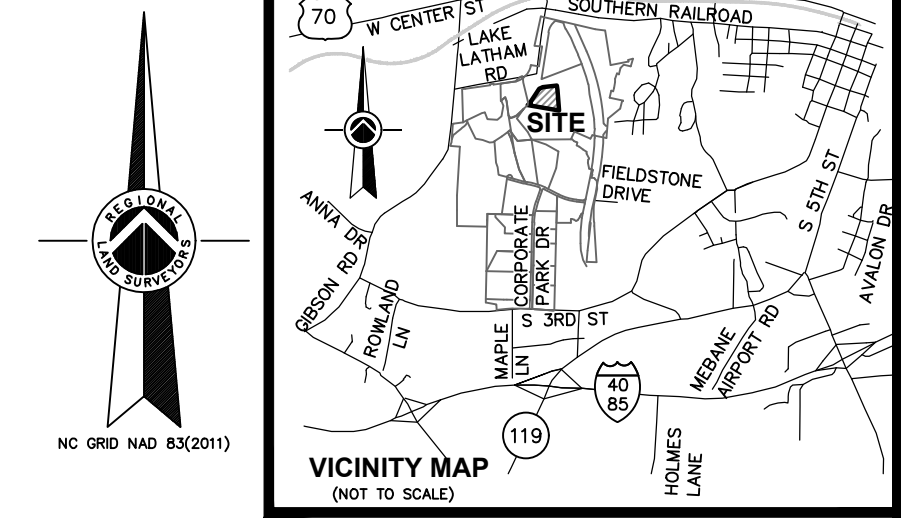 REGIONAL
LAND SURVEYORS
NC GRID NAD 83(2011)
70
W CENTER ST
SOUTHERN RAILROAD
LAKE
LATHAM
RD
SITE
FIELDSTONE
DRIVE
S 5TH ST
AVALON DR
ANNA DR
GIBSON RD
CORPORATE
PARK DR
ROWLAND
LN
S 3RD ST
MAPLE
LN
MEBANE
AIRPORT RD
40
85
119
HOLMES
LANE
VICINITY MAP
(NOT TO SCALE)